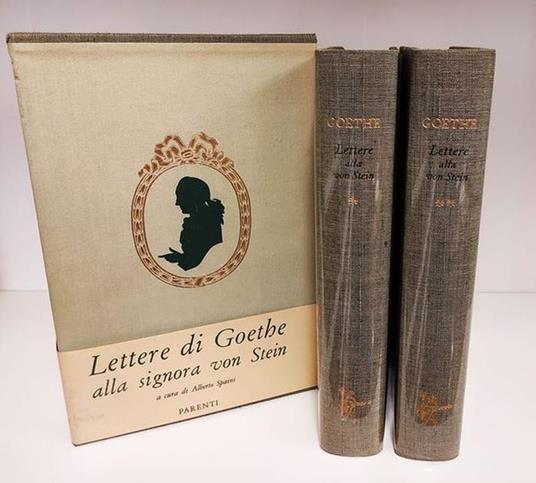 Lettere di Goethe
alla signora von Stein
a cura di Alberto Spaini
PARENTI
GOETHE
Lettere
alla
von Stein
*
GOETHE
Lettere
alla
von Stein
**